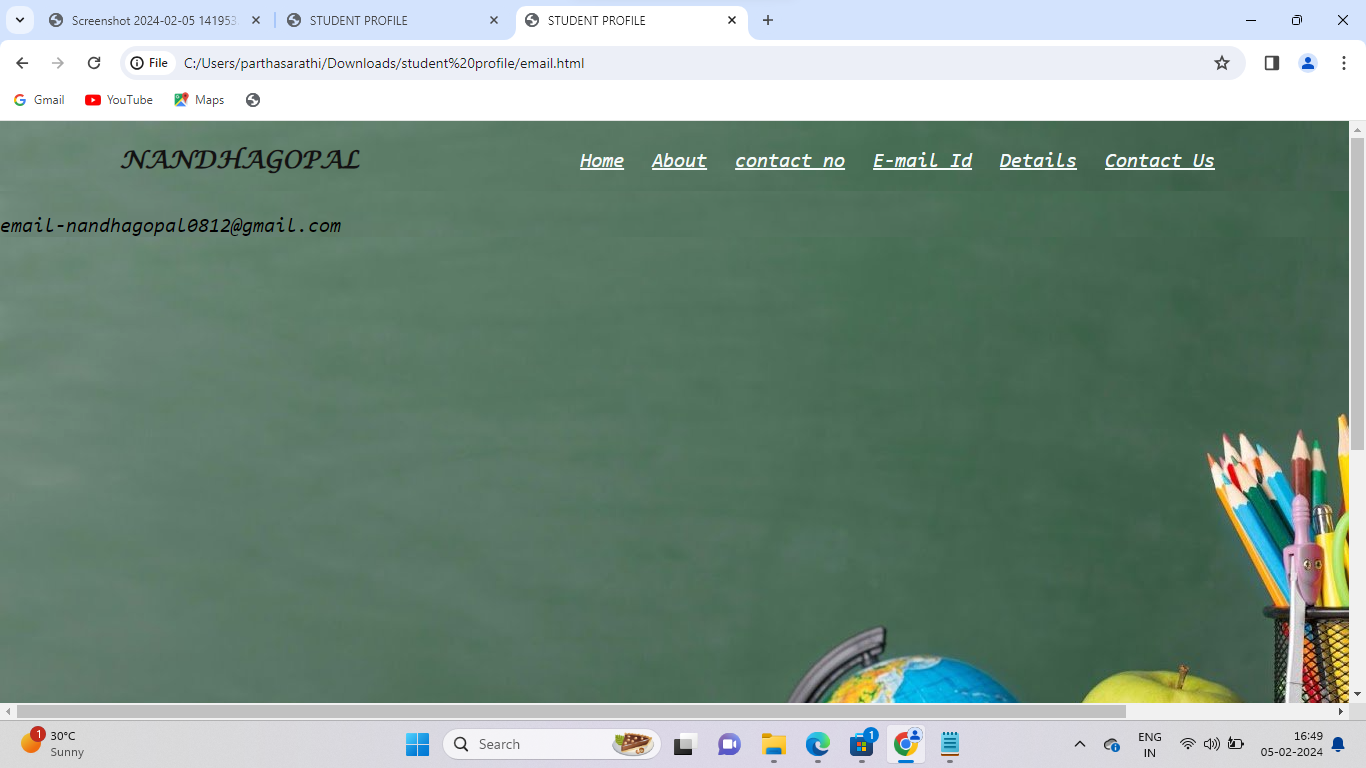 Screenshot 2024-02-05 141953
STUDENT PROFILE
STUDENT PROFILE
File
C:/Users/parthasarathi/Downloads/student%20profile/email.html
Gmail
YouTube
Maps
NANDHAGOPAL
Home About contact no E-mail Id Details Contact Us
email-nandhagopal0812@gmail.com
1
30°C
Sunny
Search
1
ENG
IN
16:49
05-02-2024